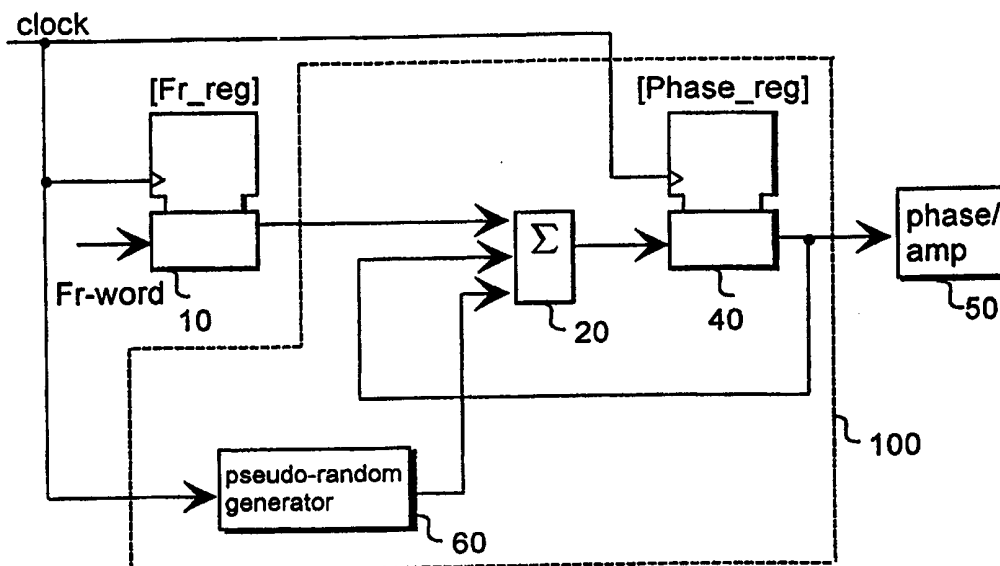 clock
[Fr_reg]
[Phase_reg]
Σ
phase/
amp
Fr-word
10
20
40
50
100
pseudo-random
generator
60